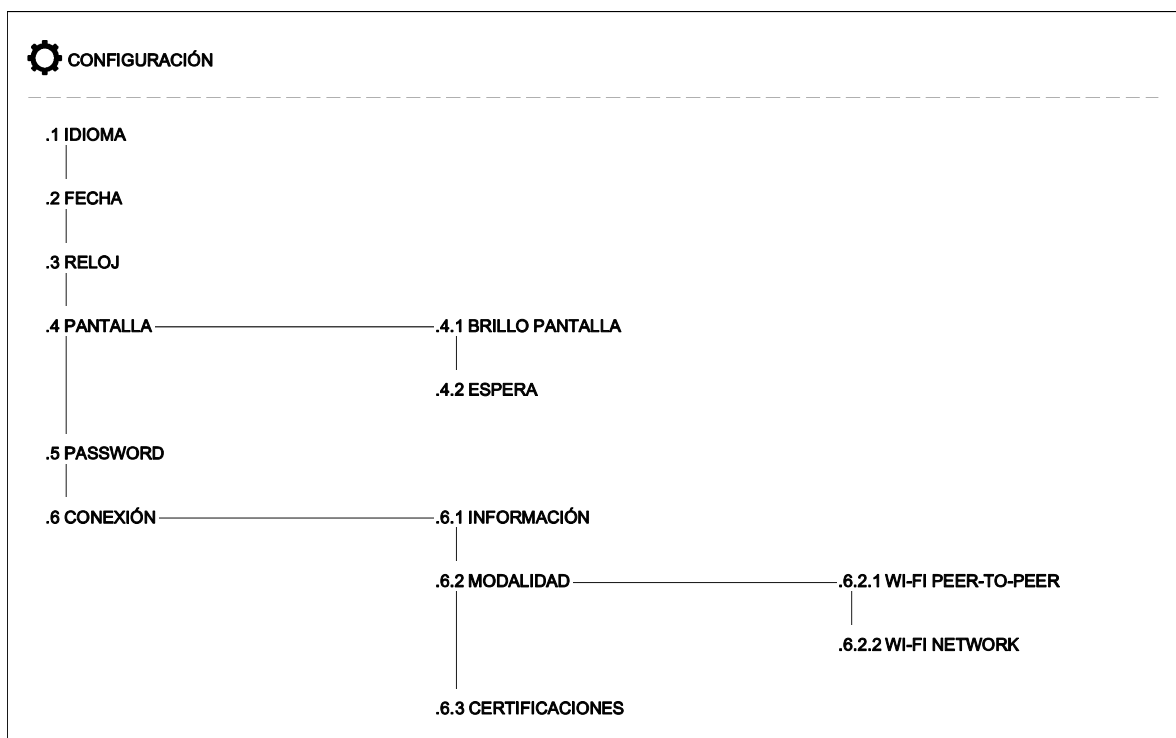 CONFIGURACIÓN
.1 IDIOMA
.2 FECHA
.3 RELOJ
.4 PANTALLA
.4.1 BRILLO PANTALLA
.4.2 ESPERA
.5 PASSWORD
.6 CONEXIÓN
.6.1 INFORMACIÓN
.6.2 MODALIDAD
.6.2.1 WI-FI PEER-TO-PEER
.6.2.2 WI-FI NETWORK
.6.3 CERTIFICACIONES